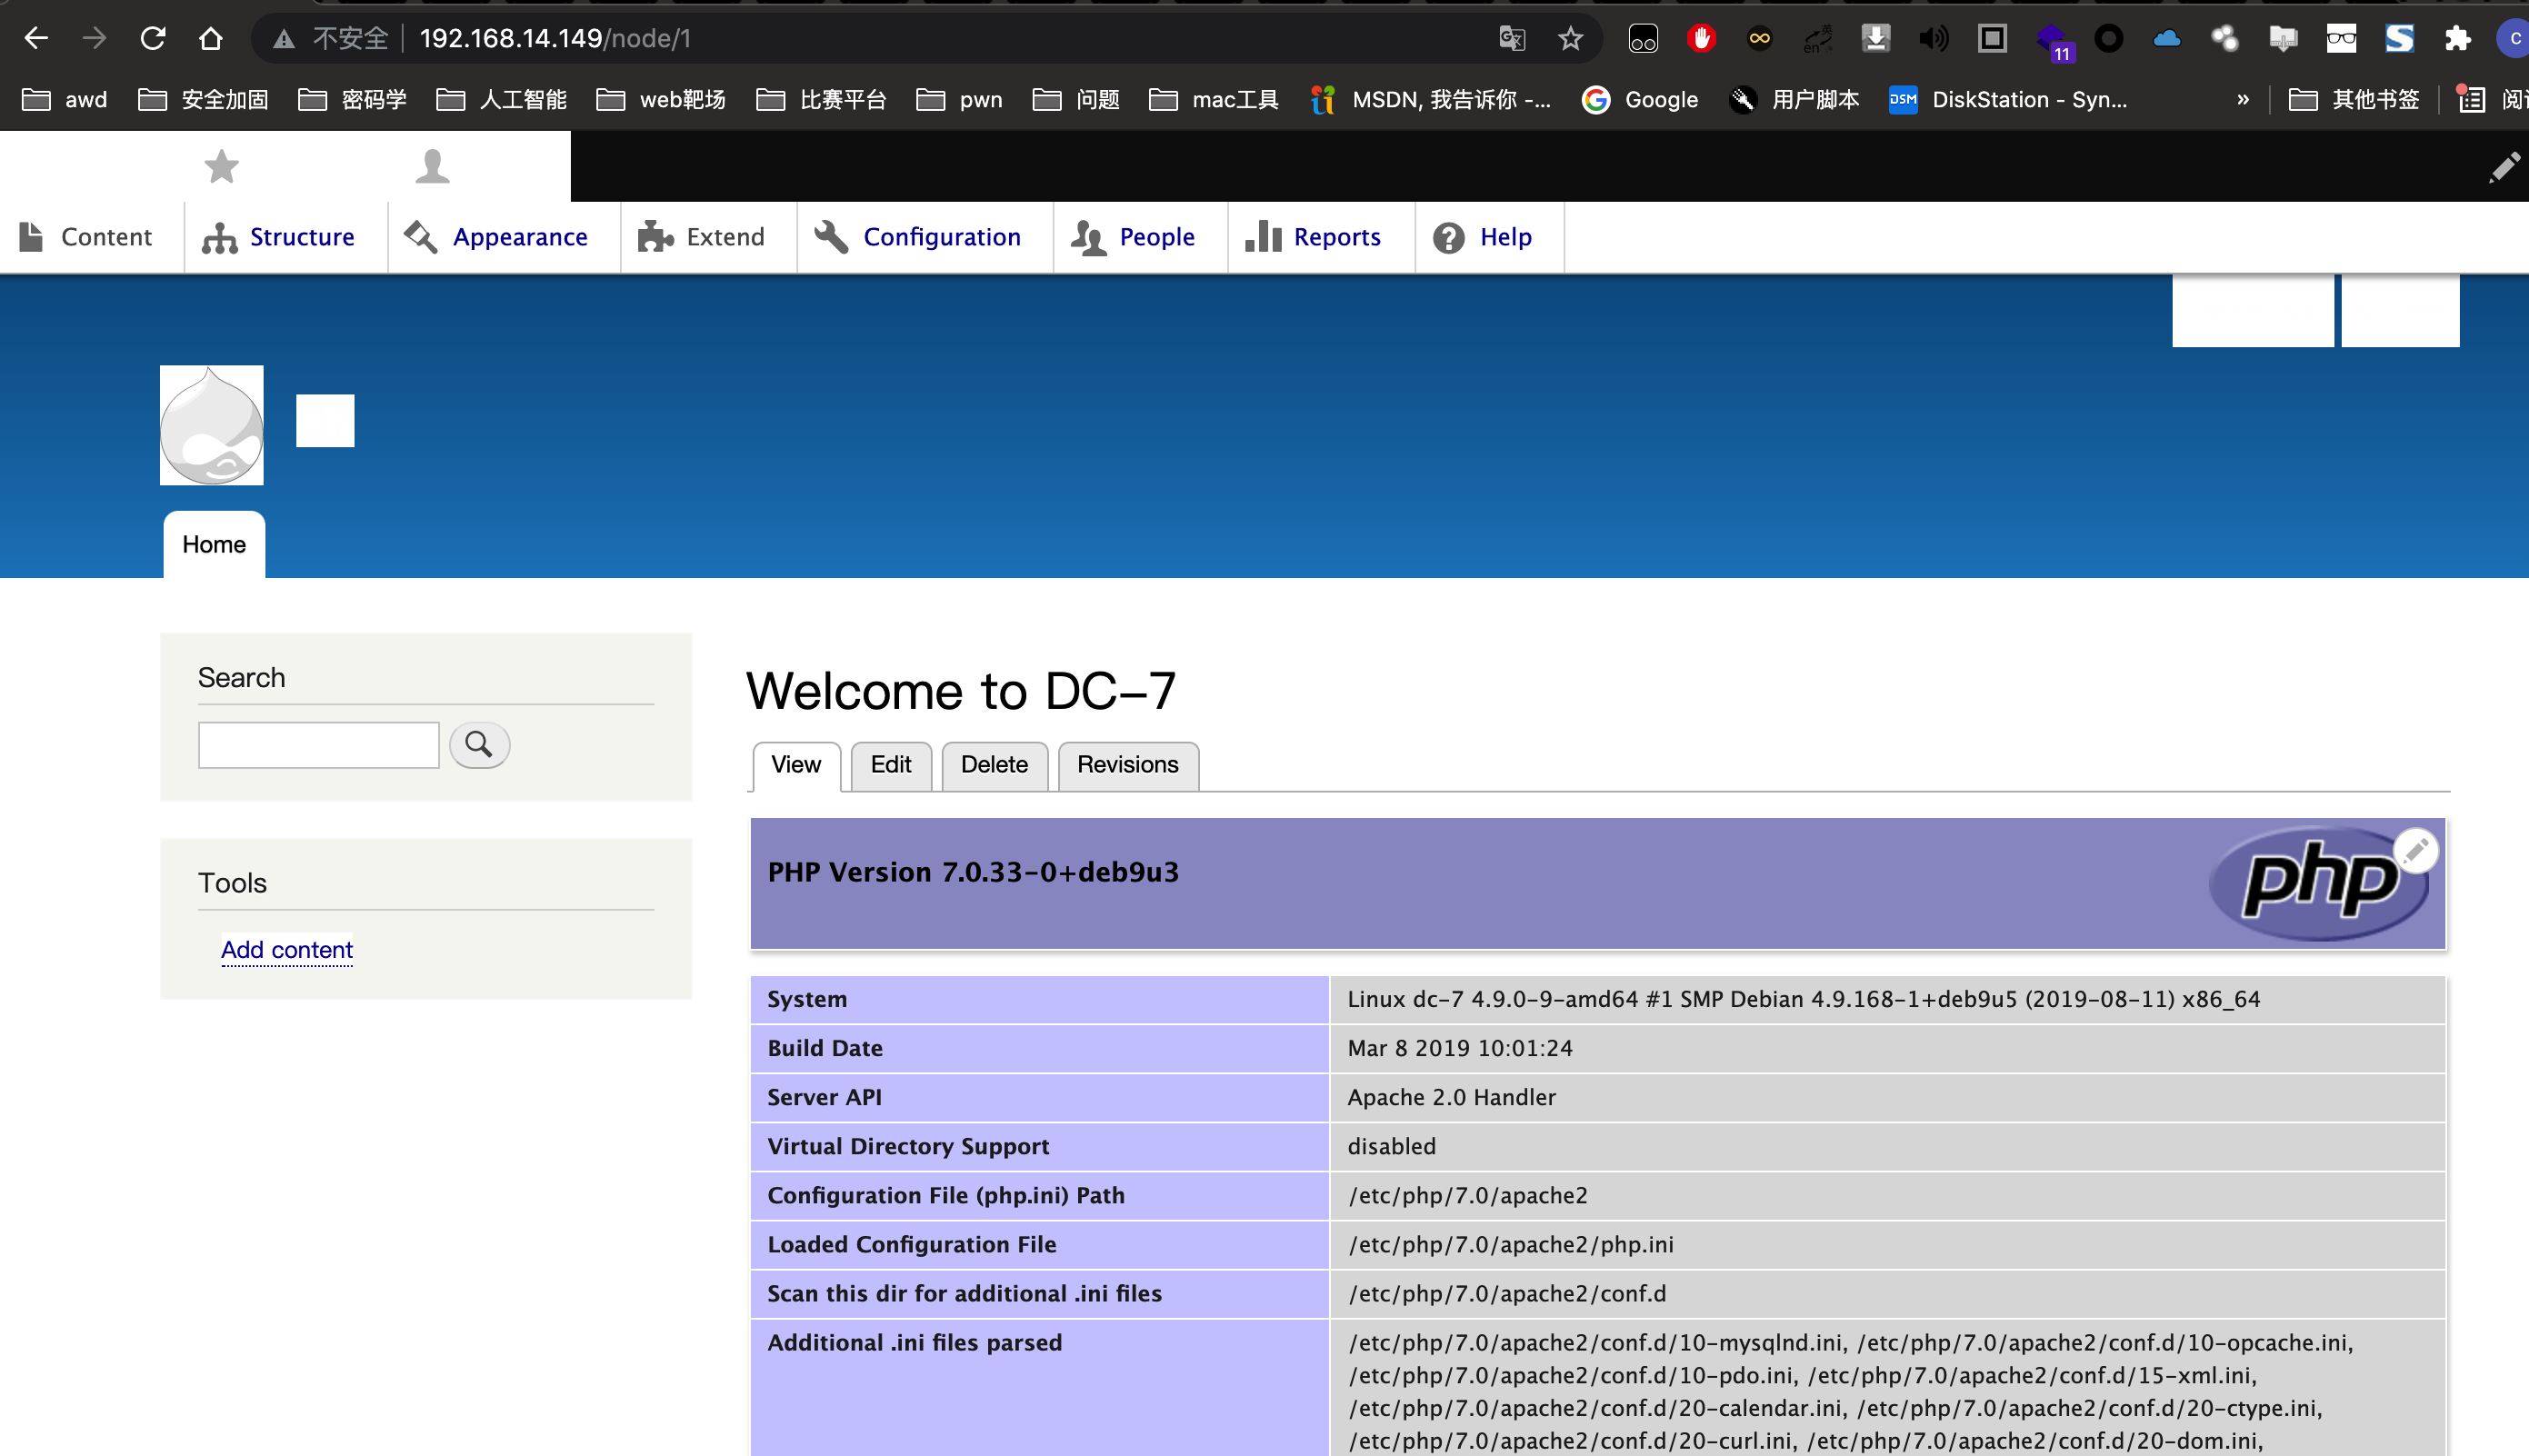 不安全 192.168.14.149/node/1
en 英 11 C
awd 安全加固 密码学 人工智能 web靶场 比赛平台 pwn 问题 mac工具 MSDN, 我告诉你 -... Google 用户脚本 DSM DiskStation - Syn... » 其他书签
Content Structure Appearance Extend Configuration People Reports Help
Home
Search
Tools
Add content
Welcome to DC-7
View Edit Delete Revisions
PHP Version 7.0.33-0+deb9u3
php
System Linux dc-7 4.9.0-9-amd64 #1 SMP Debian 4.9.168-1+deb9u5 (2019-08-11) x86_64
Build Date Mar 8 2019 10:01:24
Server API Apache 2.0 Handler
Virtual Directory Support disabled
Configuration File (php.ini) Path /etc/php/7.0/apache2
Loaded Configuration File /etc/php/7.0/apache2/php.ini
Scan this dir for additional .ini files /etc/php/7.0/apache2/conf.d
Additional .ini files parsed /etc/php/7.0/apache2/conf.d/10-mysqlnd.ini, /etc/php/7.0/apache2/conf.d/10-opcache.ini,
/etc/php/7.0/apache2/conf.d/10-pdo.ini, /etc/php/7.0/apache2/conf.d/15-xml.ini,
/etc/php/7.0/apache2/conf.d/20-calendar.ini, /etc/php/7.0/apache2/conf.d/20-ctype.ini,
/etc/php/7.0/apache2/conf.d/20-curl.ini, /etc/php/7.0/apache2/conf.d/20-dom.ini,